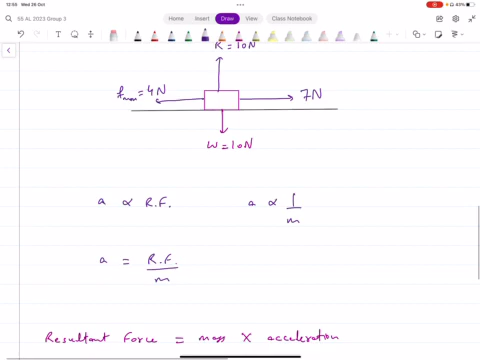 12:55 Wed 26 Oct
43%
S5 AL 2023 Group 3
Home Insert Draw View Class Notebook
R = 10N
fmax = 4N
7N
W = 10N
a ∝ R.F. a ∝ 1/m
a = R.F./m
Resultant Force = mass × acceleration